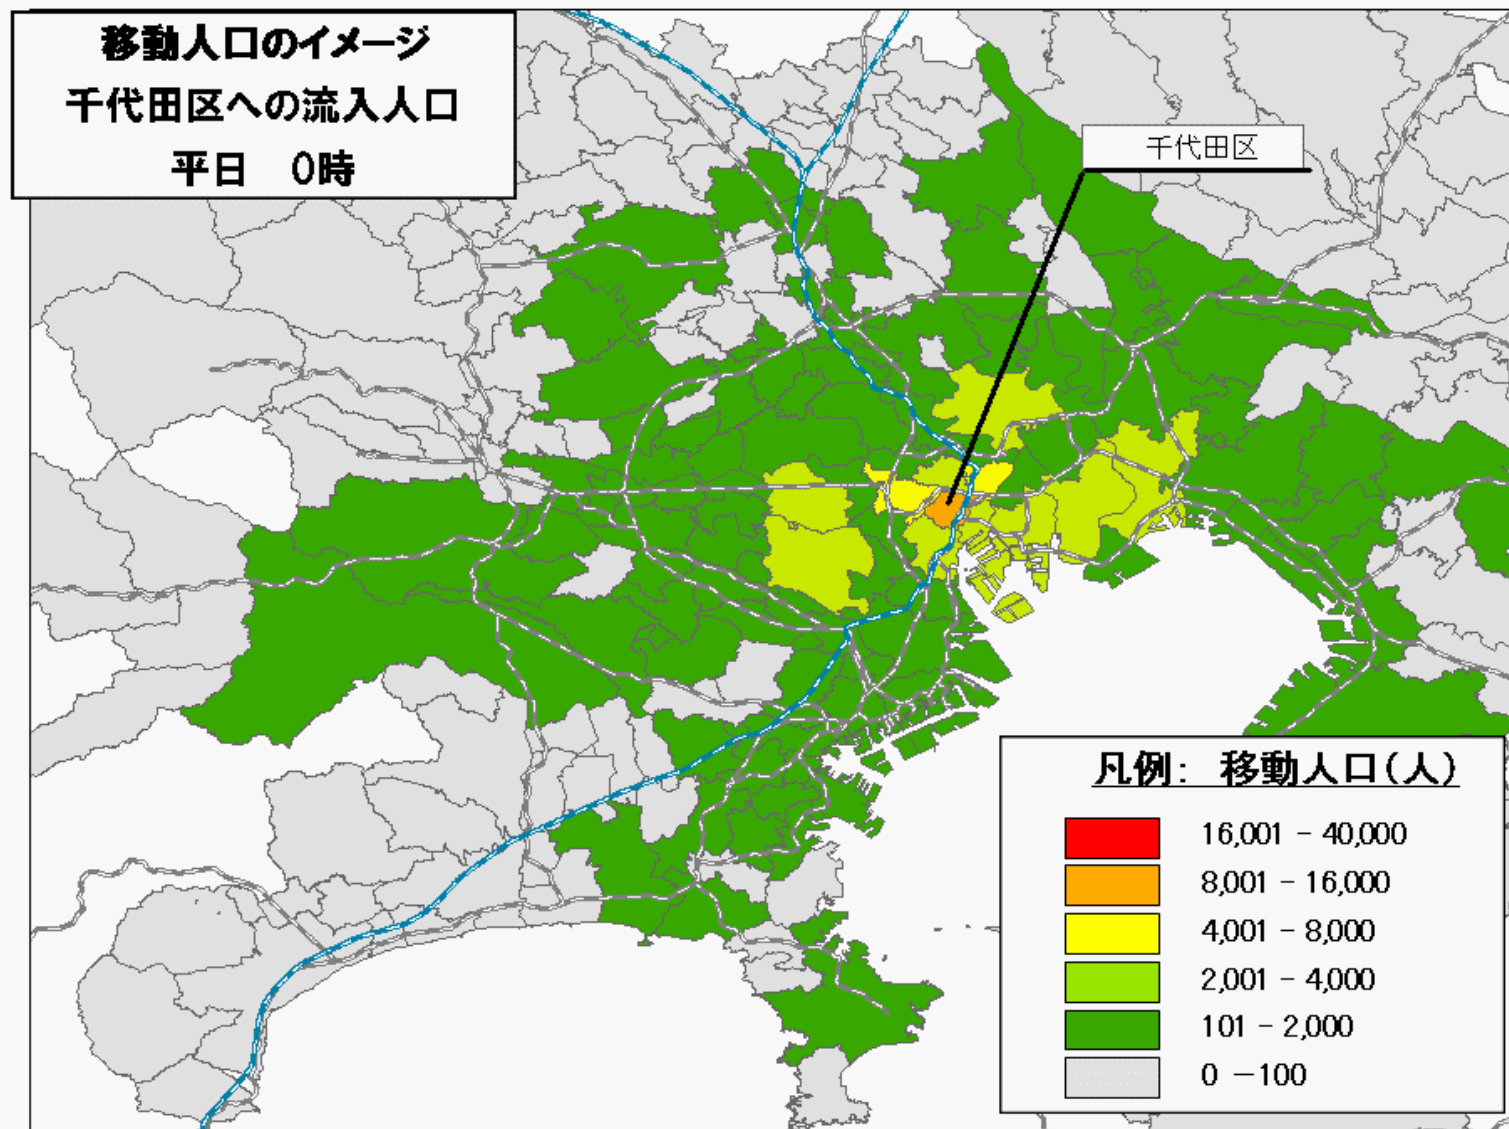 移動人口のイメージ
千代田区への流入人口
平日 0時
千代田区
凡例: 移動人口(人)
16,001 - 40,000
8,001 - 16,000
4,001 - 8,000
2,001 - 4,000
101 - 2,000
0 -100